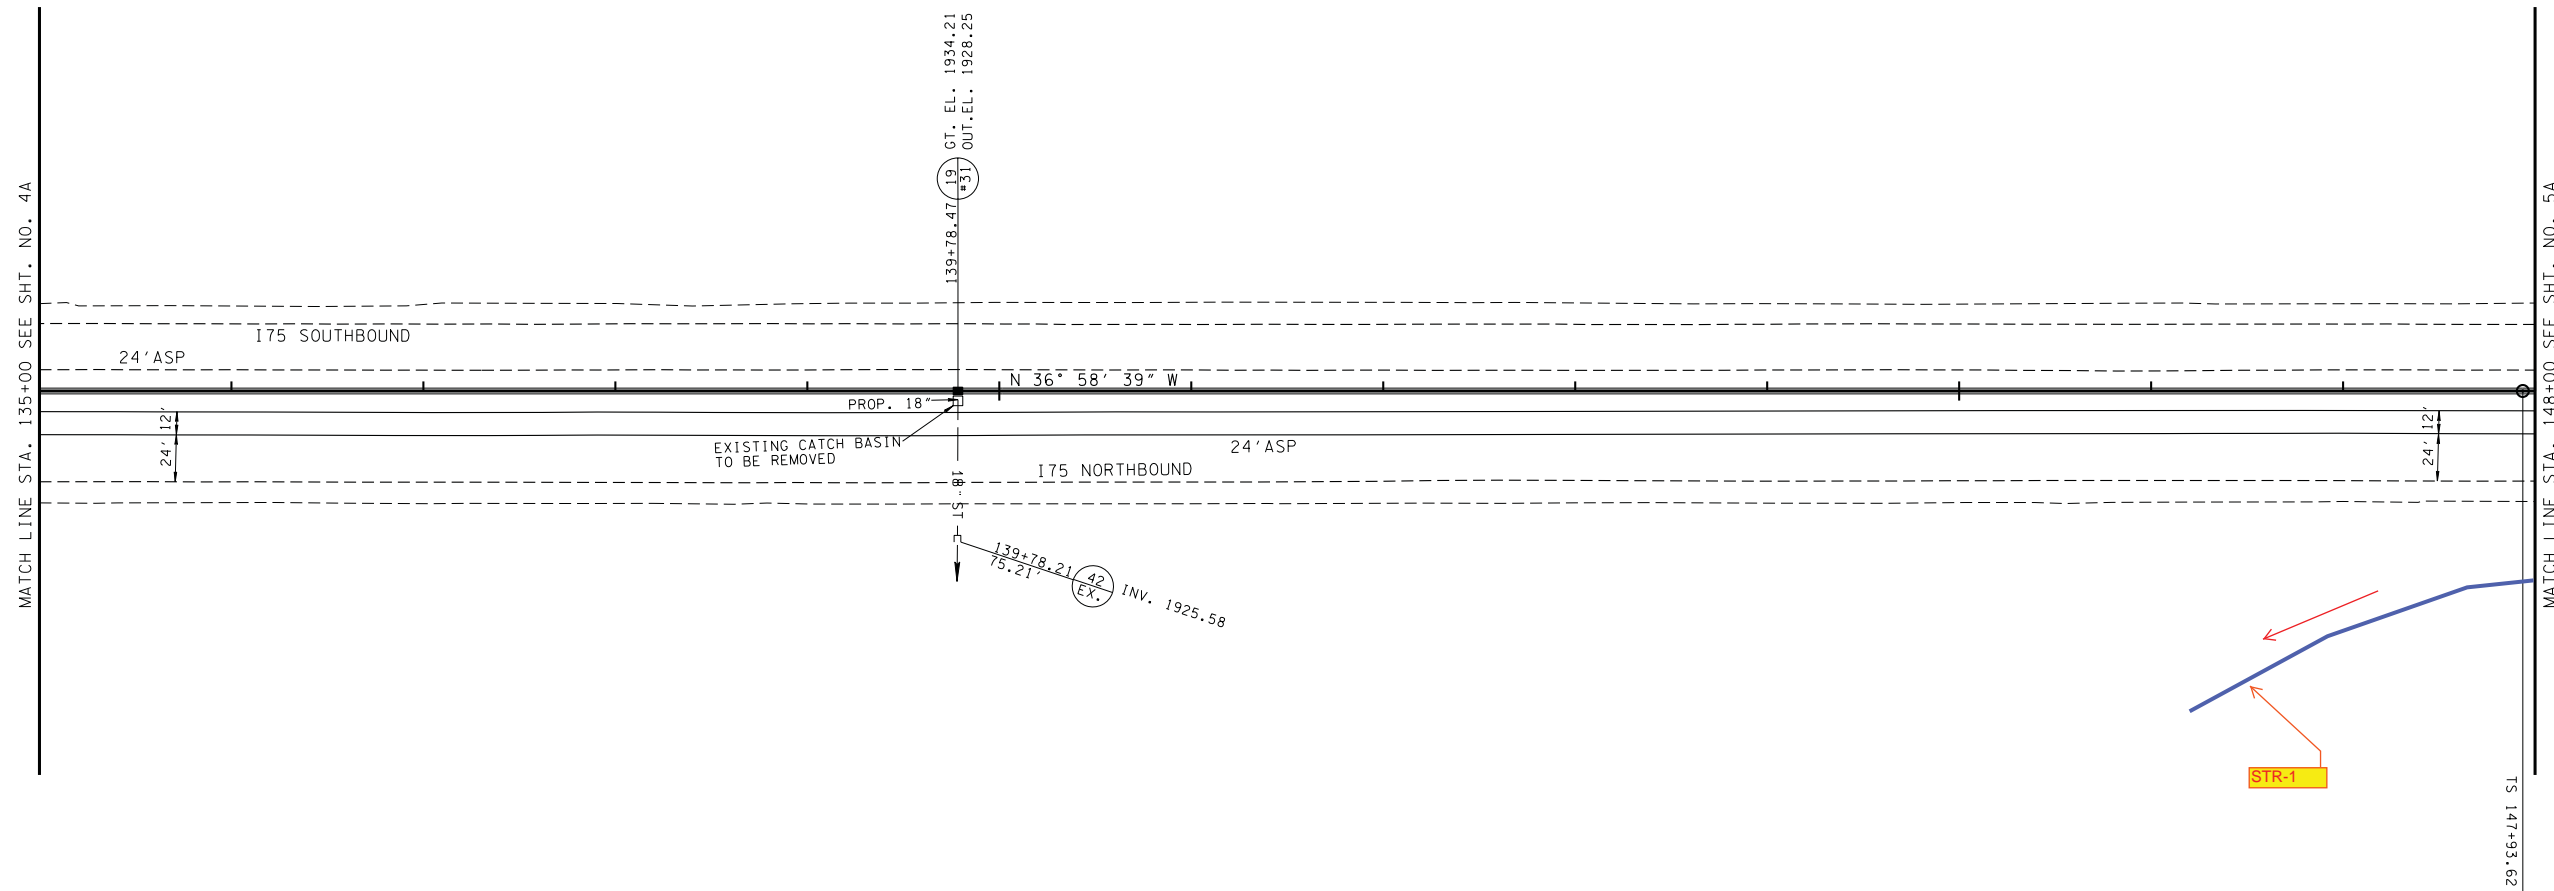 MATCH LINE STA. 135+00 SEE SHT. NO. 4A
GT. EL. 1934.21
OUT.EL. 1928.25
19
#31
139+78.47
I75 SOUTHBOUND
24'ASP
N 36° 58' 39" W
PROP. 18"
EXISTING CATCH BASIN
TO BE REMOVED
12'
24'
24'ASP
I75 NORTHBOUND
18" ST
12'
24'
139+78.21
75.21'
42
EX.
INV. 1925.58
STR-1
TS 147+93.62
MATCH LINE STA. 148+00 SEE SHT. NO. 5A